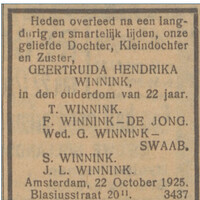 Heden overleed na een lang-
durig en smartelijk lijden, onze
geliefde Dochter, Kleindochter
en Zuster,
GEERTRUIDA HENDRIKA
WINNINK,
in den ouderdom van 22 jaar.
T. WINNINK.
F. WINNINK—DE JONG.
Wed. G. WINNINK—
SWAAB.
S. WINNINK.
J. L. WINNINK.
Amsterdam, 22 October 1925.
Blasiusstraat 20II. 3437